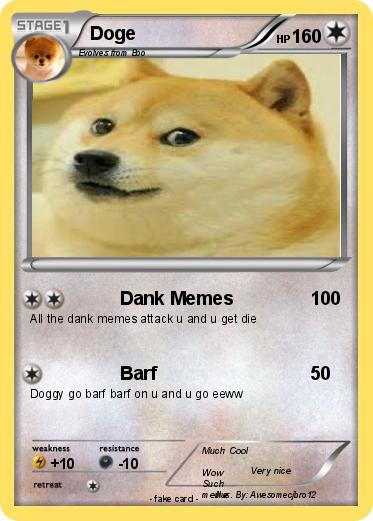 STAGE1
Doge
HP 160
Evolves from Boo
Dank Memes 100
All the dank memes attack u and u get die
Barf 50
Doggy go barf barf on u and u go eeww
weakness resistance
+10 -10
retreat
Much Cool
Wow Very nice
Such
- fake card -
. By: Awesomecjbro12